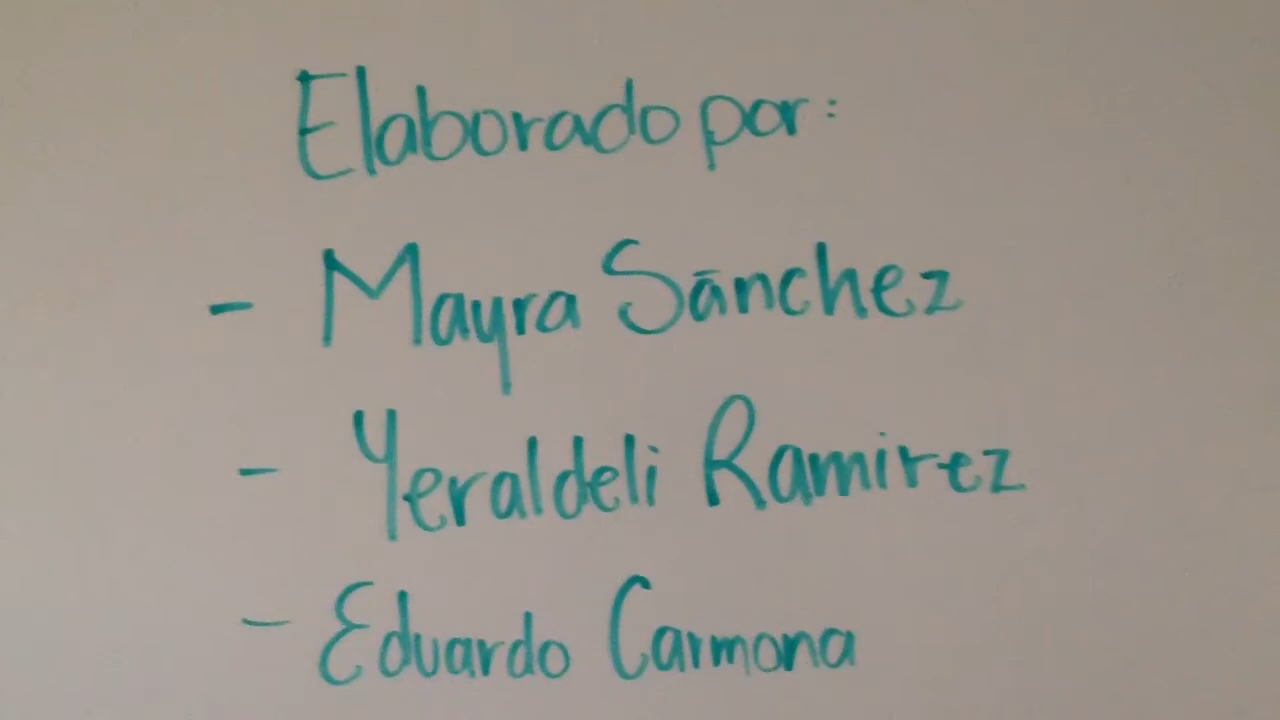 Elaborado por:
- Mayra Sánchez
- Yeraldeli Ramirez
- Eduardo Carmona